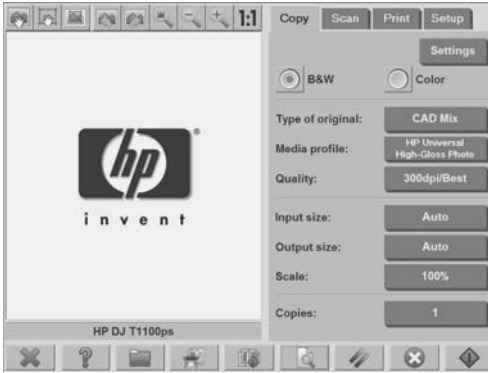 1:1
Copy
Scan
Print
Setup
Settings
B&W
Color
Type of original:
CAD Mix
Media profile:
HP Universal
High-Gloss Photo
Quality:
300dpi/Best
Input size:
Auto
Output size:
Auto
Scale:
100%
Copies:
1
hp
®
invent
HP DJ T1100ps
?